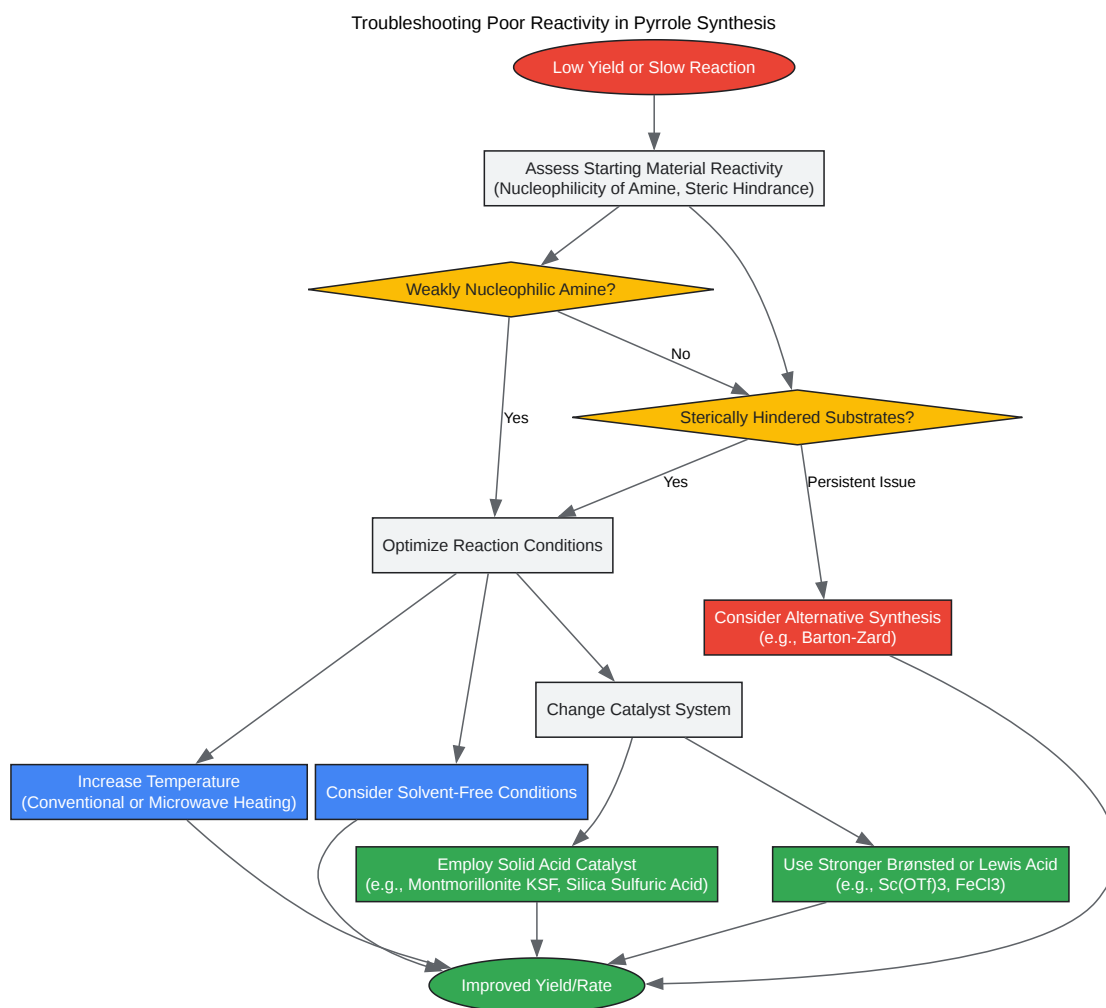 Troubleshooting Poor Reactivity in Pyrrole Synthesis
Low Yield or Slow Reaction
Assess Starting Material Reactivity
(Nucleophilicity of Amine, Steric Hindrance)
Weakly Nucleophilic Amine?
No
Sterically Hindered Substrates?
Yes
Yes
Persistent Issue
Optimize Reaction Conditions
Consider Alternative Synthesis
(e.g., Barton-Zard)
Change Catalyst System
Increase Temperature
(Conventional or Microwave Heating)
Consider Solvent-Free Conditions
Employ Solid Acid Catalyst
(e.g., Montmorillonite KSF, Silica Sulfuric Acid)
Use Stronger Brønsted or Lewis Acid
(e.g., Sc(OTf)3, FeCl3)
Improved Yield/Rate